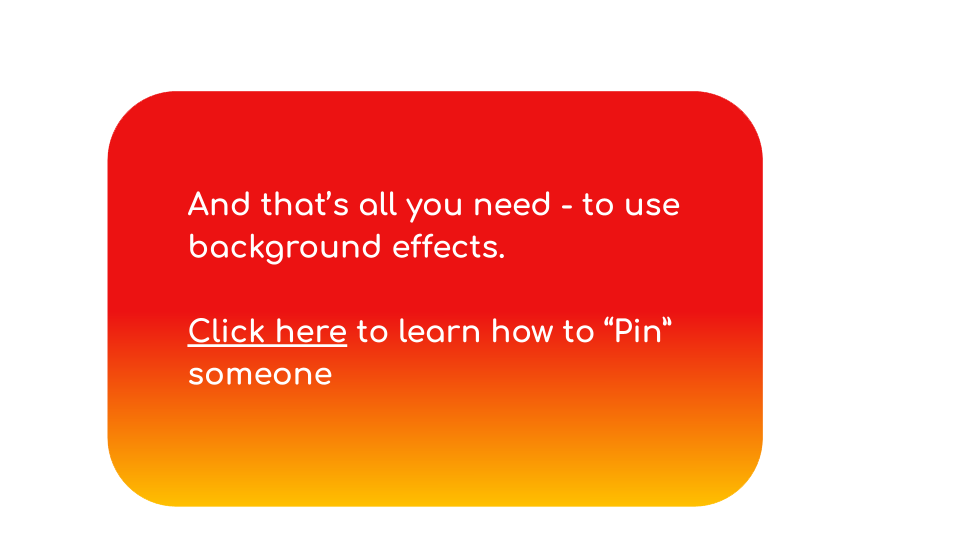 And that’s all you need - to use
background effects.
Click here to learn how to “Pin”
someone